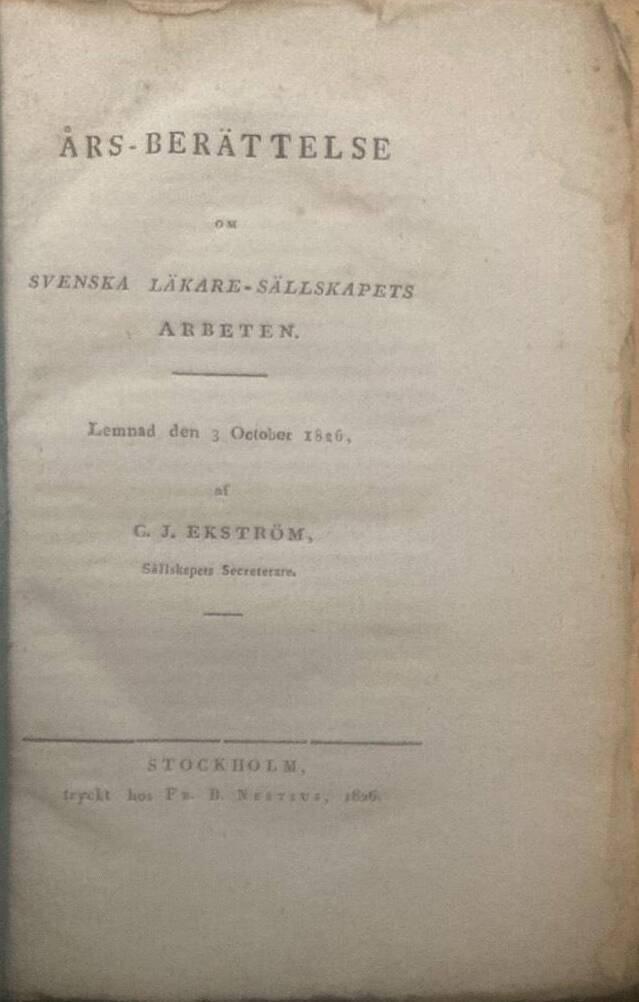 ÅRS-BERÄTTELSE
OM
SVENSKA LÄKARE-SÄLLSKAPETS
ARBETEN.
Lemnad den 3 October 1826,
af
C. J. EKSTRÖM,
Sällskapets Secreterare.
STOCKHOLM,
tryckt hos FR. B. NESTIUS, 1826.